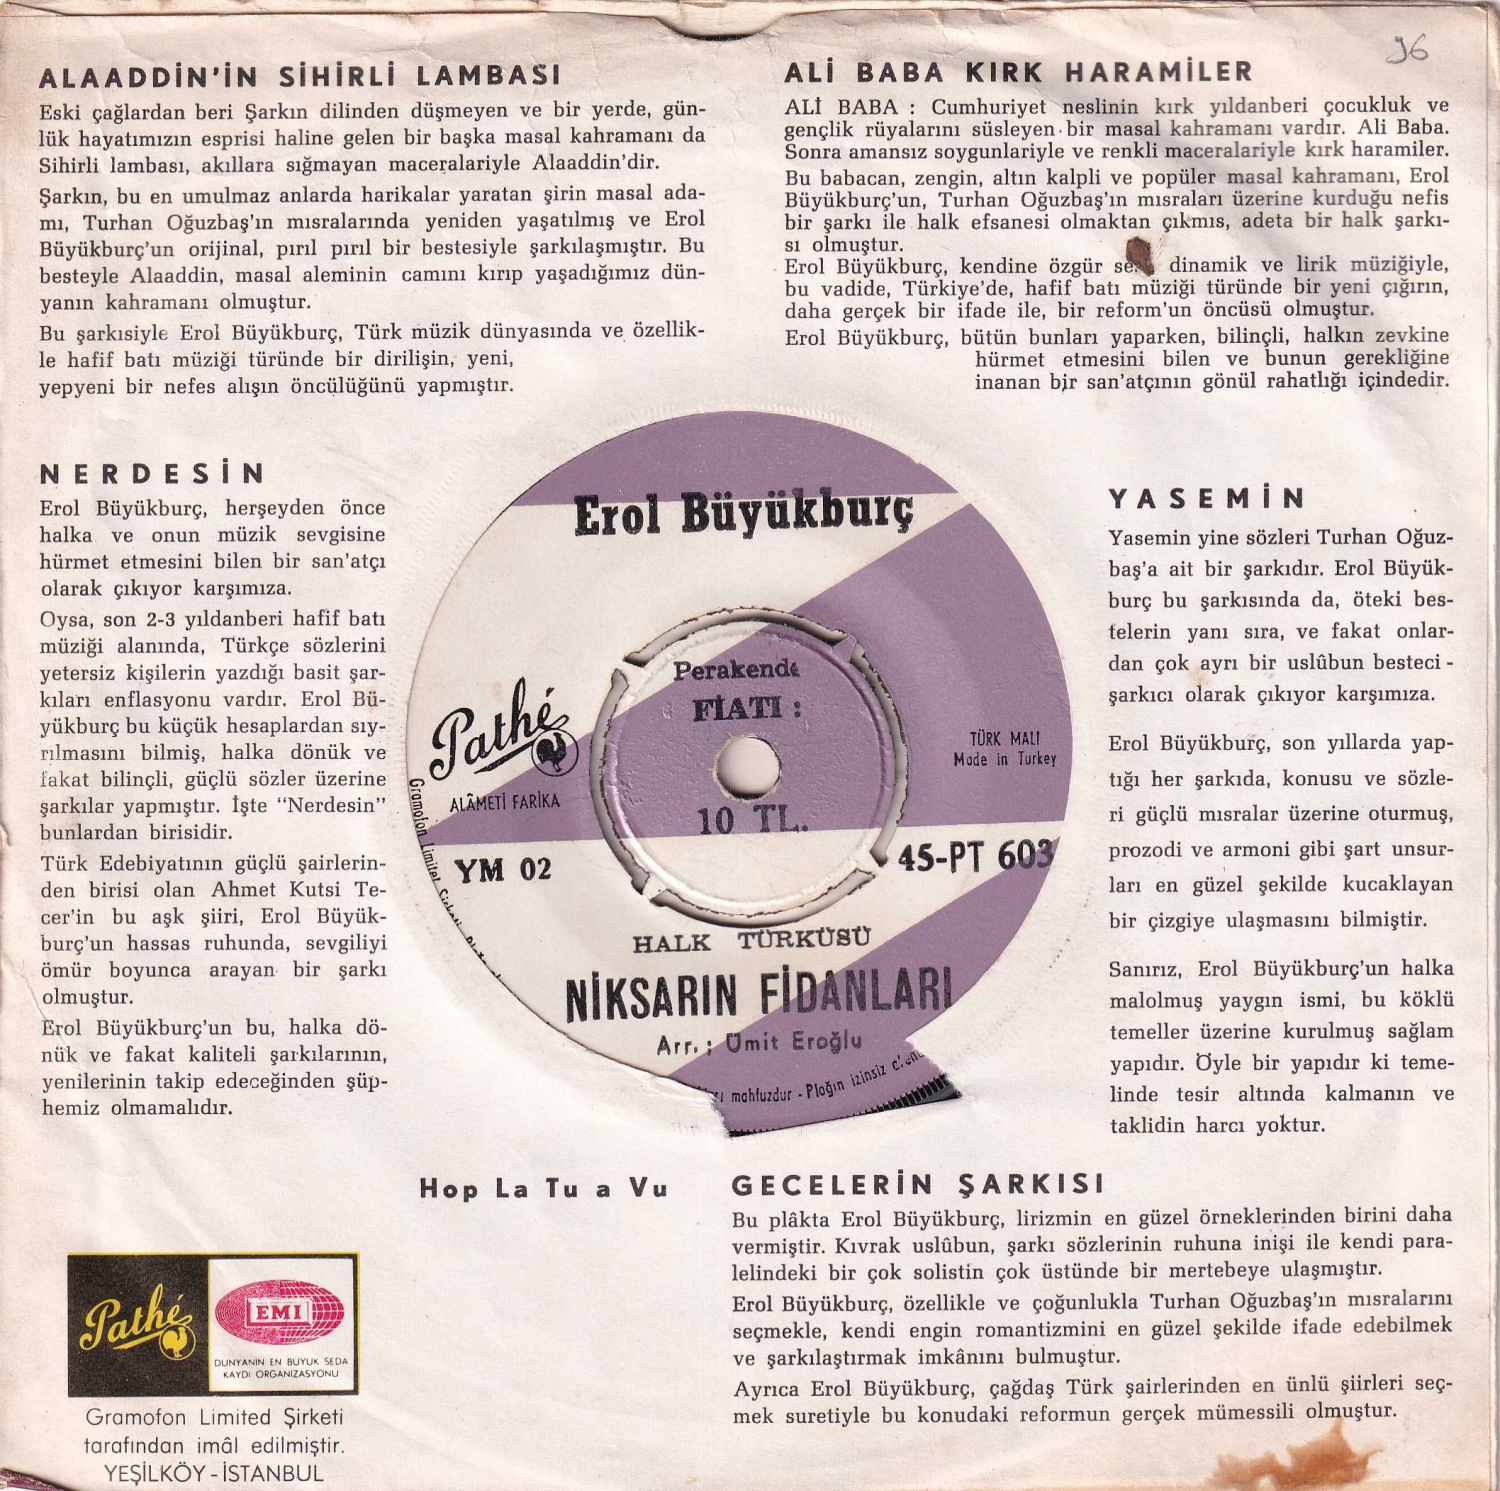 96
ALAADDİN'İN SİHİRLİ LAMBASI
Eski çağlardan beri Şarkın dilinden düşmeyen ve bir yerde, gün-
lük hayatımızın esprisi haline gelen bir başka masal kahramanı da
Sihirli lambası, akıllara sığmayan maceralariyle Alaaddin'dir.
Şarkın, bu en umulmaz anlarda harikalar yaratan şirin masal ada-
mı, Turhan Oğuzbaş'ın mısralarında yeniden yaşatılmış ve Erol
Büyükburç'un orijinal, pırıl pırıl bir bestesiyle şarkılaşmıştır. Bu
besteyle Alaaddin, masal aleminin camını kırıp yaşadığımız dün-
yanın kahramanı olmuştur.
Bu şarkısiyle Erol Büyükburç, Türk müzik dünyasında ve özellik-
le hafif batı müziği türünde bir dirilişin, yeni,
yepyeni bir nefes alışın öncülüğünü yapmıştır.
ALİ BABA KIRK HARAMİLER
ALİ BABA : Cumhuriyet neslinin kırk yıldanberi çocukluk ve
gençlik rüyalarını süsleyen bir masal kahramanı vardır. Ali Baba.
Sonra amansız soygunlariyle ve renkli maceralariyle kırk haramiler.
Bu babacan, zengin, altın kalpli ve popüler masal kahramanı, Erol
Büyükburç'un, Turhan Oğuzbaş'ın mısraları üzerine kurduğu nefis
bir şarkı ile halk efsanesi olmaktan çıkmıs, adeta bir halk şarkı-
sı olmuştur.
Erol Büyükburç, kendine özgür dinamik ve lirik müziğiyle,
bu vadide, Türkiye'de, hafif batı müziği türünde bir yeni çığırın,
daha gerçek bir ifade ile, bir reform'un öncüsü olmuştur.
Erol Büyükburç, bütün bunları yaparken, bilinçli, halkın zevkine
hürmet etmesini bilen ve bunun gerekliğine
inanan bir san'atçının gönül rahatlığı içindedir.
NERDESİN
Erol Büyükburç, herşeyden önce
halka ve onun müzik sevgisine
hürmet etmesini bilen bir san'atçı
olarak çıkıyor karşımıza.
Oysa, son 2-3 yıldanberi hafif batı
müziği alanında, Türkçe sözlerini
yetersiz kişilerin yazdığı basit şar-
kıları enflasyonu vardır. Erol Bü-
yükburç bu küçük hesaplardan sıy-
rılmasını bilmiş, halka dönük ve
fakat bilinçli, güçlü sözler üzerine
şarkılar yapmıştır. İşte "Nerdesin"
bunlardan birisidir.
Türk Edebiyatının güçlü şairlerin-
den birisi olan Ahmet Kutsi Te-
cer'in bu aşk şiiri, Erol Büyük-
burç'un hassas ruhunda, sevgiliyi
ömür boyunca arayan bir şarkı
olmuştur.
Erol Büyükburç'un bu, halka dö-
nük ve fakat kaliteli şarkılarının,
yenilerinin takip edeceğinden şüp-
hemiz olmamalıdır.
Erol Büyükburç
Perakende
FİATI :
10 TL.
Pathé
ALÂMETİ FARİKA
TÜRK MALI
Made in Turkey
YM 02
45-PT 603
HALK TÜRKÜSÜ
NİKSARIN FİDANLARI
Arr. : Ümit Eroğlu
Gramofon Limitet Şirketi
mahfuzdur - Plağın izinsiz
YASEMİN
Yasemin yine sözleri Turhan Oğuz-
baş'a ait bir şarkıdır. Erol Büyük-
burç bu şarkısında da, öteki bes-
telerin yanı sıra, ve fakat onlar-
dan çok ayrı bir uslûbun besteci -
şarkıcı olarak çıkıyor karşımıza.
Erol Büyükburç, son yıllarda yap-
tığı her şarkıda, konusu ve sözle-
ri güçlü mısralar üzerine oturmuş,
prozodi ve armoni gibi şart unsur-
ları en güzel şekilde kucaklayan
bir çizgiye ulaşmasını bilmiştir.
Sanırız, Erol Büyükburç'un halka
malolmuş yaygın ismi, bu köklü
temeller üzerine kurulmuş sağlam
yapıdır. Öyle bir yapıdır ki teme-
linde tesir altında kalmanın ve
taklidin harcı yoktur.
Hop La Tu a Vu
GECELERİN ŞARKISI
Bu plâkta Erol Büyükburç, lirizmin en güzel örneklerinden birini daha
vermiştir. Kıvrak uslûbun, şarkı sözlerinin ruhuna inişi ile kendi para-
lelindeki bir çok solistin çok üstünde bir mertebeye ulaşmıştır.
Erol Büyükburç, özellikle ve çoğunlukla Turhan Oğuzbaş'ın mısralarını
seçmekle, kendi engin romantizmini en güzel şekilde ifade edebilmek
ve şarkılaştırmak imkânını bulmuştur.
Ayrıca Erol Büyükburç, çağdaş Türk şairlerinden en ünlü şiirleri seç-
mek suretiyle bu konudaki reformun gerçek mümessili olmuştur.
Pathé
EMI
DUNYANIN EN BUYUK SEDA
KAYDI ORGANIZASYONU
Gramofon Limited Şirketi
tarafından imâl edilmiştir.
YEŞİLKÖY - İSTANBUL